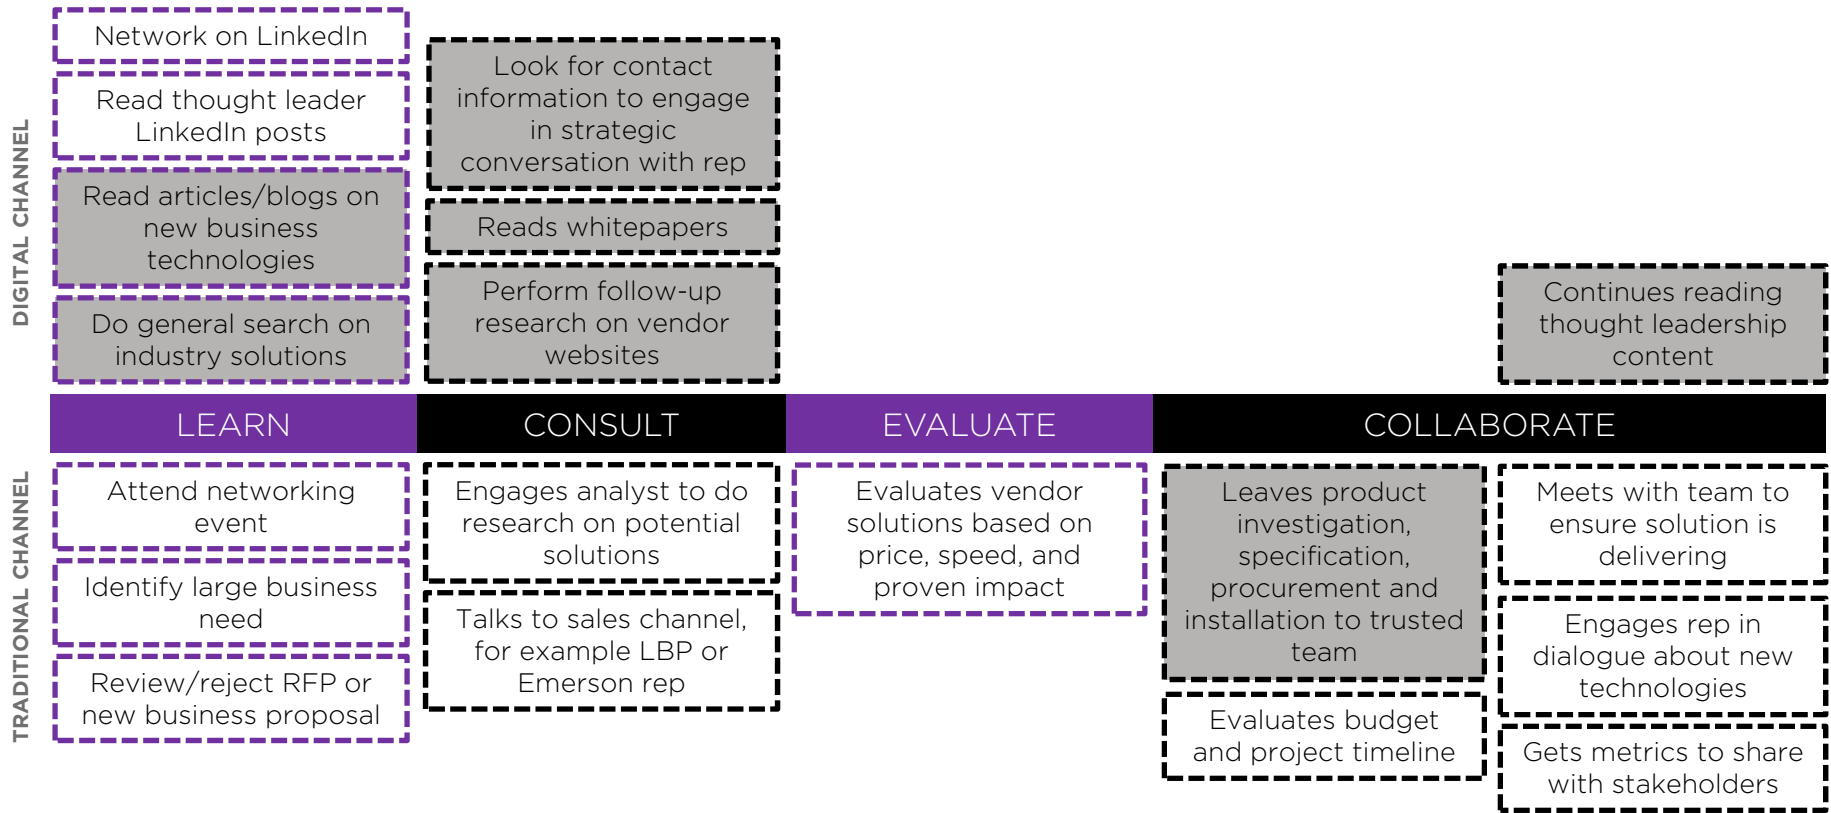 DIGITAL CHANNEL
Network on LinkedIn
Read thought leader
LinkedIn posts
Read articles/blogs on
new business
technologies
Do general search on
industry solutions
Look for contact
information to engage
in strategic
conversation with rep
Reads whitepapers
Perform follow-up
research on vendor
websites
Continues reading
thought leadership
content
LEARN
CONSULT
EVALUATE
COLLABORATE
TRADITIONAL CHANNEL
Attend networking
event
Identify large business
need
Review/reject RFP or
new business proposal
Engages analyst to do
research on potential
solutions
Talks to sales channel,
for example LBP or
Emerson rep
Evaluates vendor
solutions based on
price, speed, and
proven impact
Leaves product
investigation,
specification,
procurement and
installation to trusted
team
Evaluates budget
and project timeline
Meets with team to
ensure solution is
delivering
Engages rep in
dialogue about new
technologies
Gets metrics to share
with stakeholders